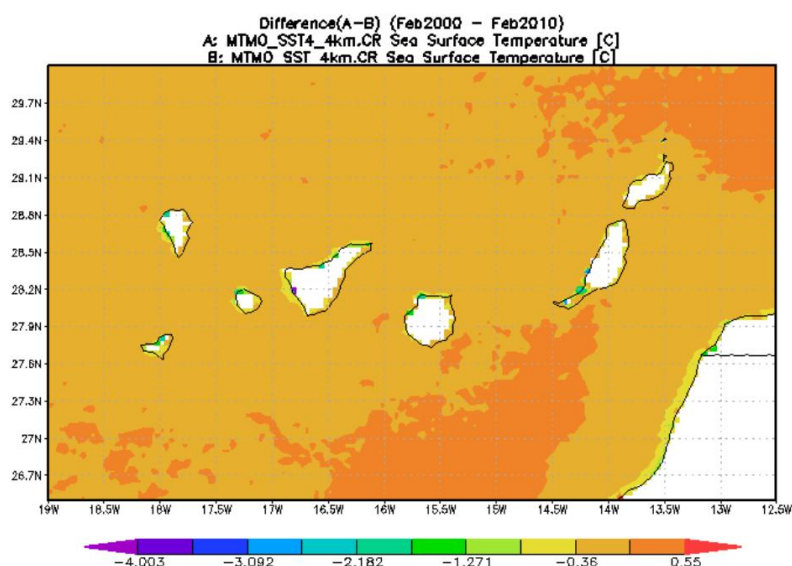 Difference(A-B) (Feb2000 - Feb2010)
A: MTMO_SST4_4km.CR Sea Surface Temperature [C]
B: MTMO_SST_4km.CR Sea Surface Temperature [C]
29.7N
29.4N
29.1N
28.8N
28.5N
28.2N
27.9N
27.6N
27.3N
27N
26.7N
19W 18.5W 18W 17.5W 17W 16.5W 16W 15.5W 15W 14.5W 14W 13.5W 13W 12.5W
-4.003 -3.092 -2.182 -1.271 -0.36 0.55